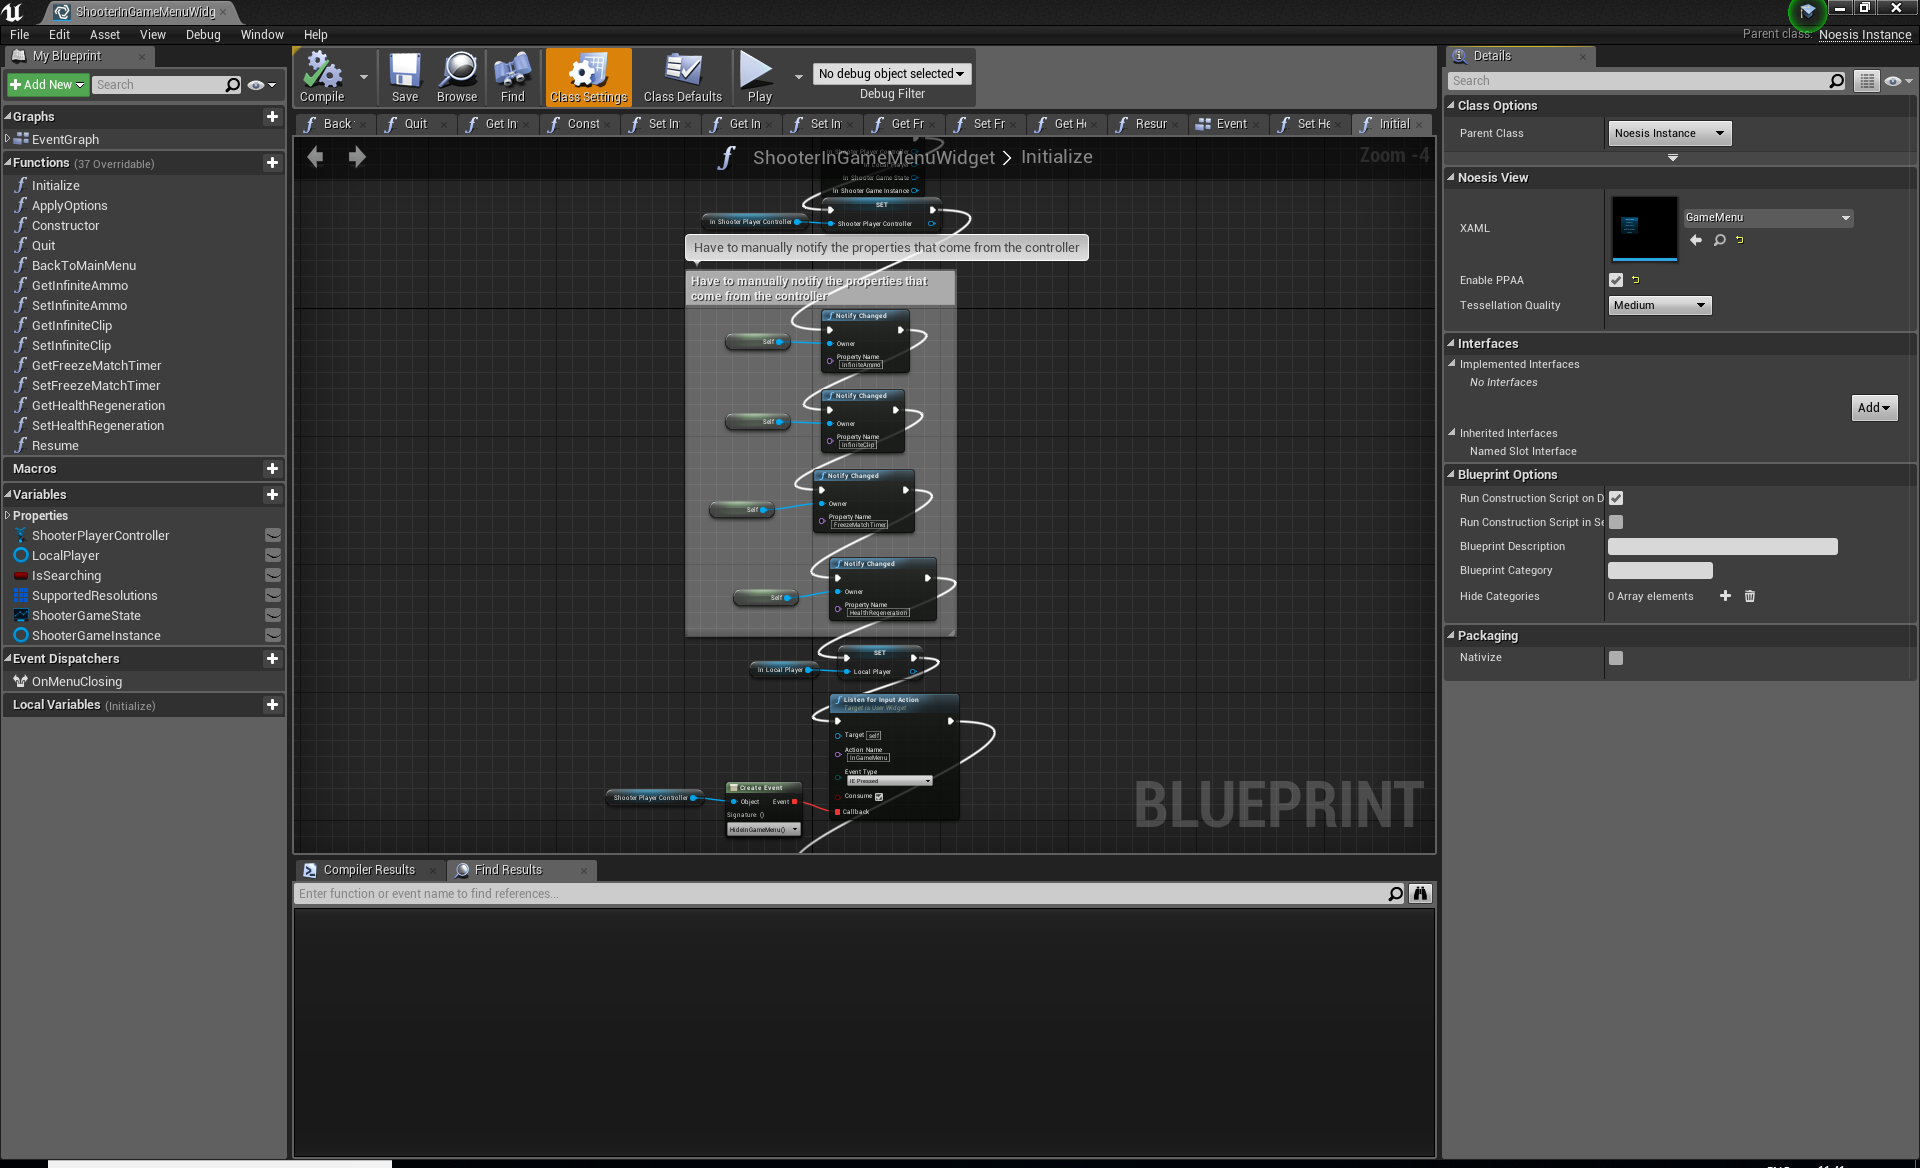 ShooterInGameMenuWidg
File Edit Asset View Debug Window Help
Parent class: Noesis Instance
My Blueprint
Add New
Search
Graphs
EventGraph
Functions (37 Overridable)
Initialize
ApplyOptions
Constructor
Quit
BackToMainMenu
GetInfiniteAmmo
SetInfiniteAmmo
GetInfiniteClip
SetInfiniteClip
GetFreezeMatchTimer
SetFreezeMatchTimer
GetHealthRegeneration
SetHealthRegeneration
Resume
Macros
Variables
Properties
ShooterPlayerController
LocalPlayer
IsSearching
SupportedResolutions
ShooterGameState
ShooterGameInstance
Event Dispatchers
OnMenuClosing
Local Variables (Initialize)
Compile
Save
Browse
Find
Class Settings
Class Defaults
Play
No debug object selected
Debug Filter
Back
Quit
Get In
Const
Set In
Get In
Set In
Get Fr
Set Fr
Get He
Resur
Event
Set He
Initial
ShooterInGameMenuWidget > Initialize
Zoom -4
In Shooter Game State
In Shooter Game Instance
SET
In Shooter Player Controller
Shooter Player Controller
Have to manually notify the properties that come from the controller
Have to manually notify the properties that
come from the controller
Notify Changed
Self
Owner
Property Name
InfiniteAmmo
Notify Changed
Self
Owner
Property Name
InfiniteClip
Notify Changed
Self
Owner
Property Name
FreezeMatchTimer
Notify Changed
Self
Owner
Property Name
HealthRegeneration
SET
In Local Player
Local Player
Listen for Input Action
Target is User Widget
Target self
Action Name
InGameMenu
Event Type
IE Pressed
Consume
Callback
Shooter Player Controller
Create Event
Object Event
Signature ()
HideInGameMenu()
BLUEPRINT
Compiler Results
Find Results
Enter function or event name to find references...
Details
Search
Class Options
Parent Class
Noesis Instance
Noesis View
XAML
GameMenu
Enable PPAA
Tessellation Quality
Medium
Interfaces
Implemented Interfaces
No Interfaces
Add
Inherited Interfaces
Named Slot Interface
Blueprint Options
Run Construction Script on D
Run Construction Script in Se
Blueprint Description
Blueprint Category
Hide Categories
0 Array elements
Packaging
Nativize